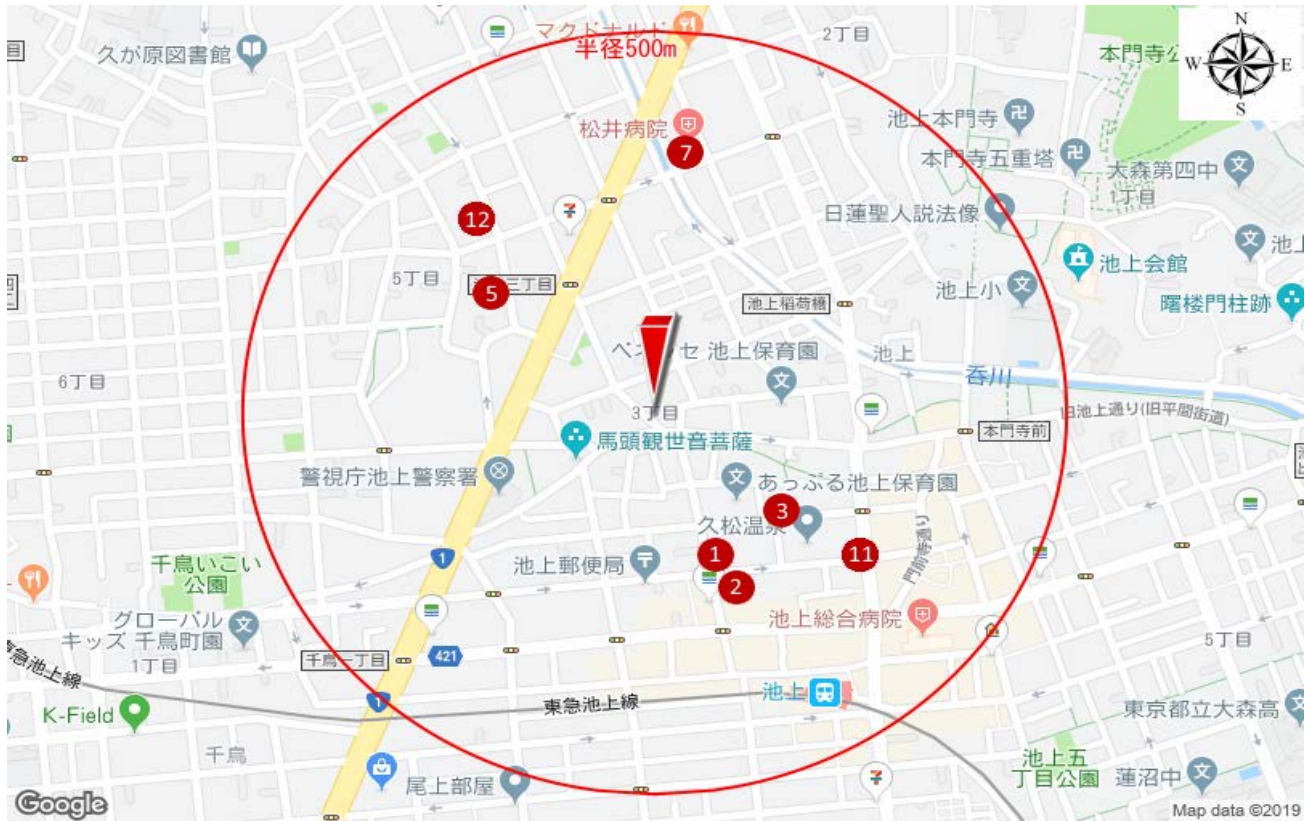 マクドナルド
半径500m
久が原図書館
2丁目
本門寺公
N
W
E
S
松井病院
7
池上本門寺
本門寺五重塔
大森第四中
1丁目
12
日蓮聖人説法像
5丁目
三丁目
5
池上会館
池上稲荷橋
池上小
曙楼門柱跡
池上保育園
池上
6丁目
呑川
3丁目
旧池上通り(旧平間街道)
本門寺前
馬頭観世音菩薩
警視庁池上警察署
あっぷる池上保育園
3
久松温泉
1
11
門前寺通り
1
池上郵便局
2
千鳥いこい
公園
グローバル
キッズ 千鳥町園
池上総合病院
1丁目
千鳥一丁目
421
5丁目
東急池上線
1
東急池上線
池上
K-Field
東京都立大森高
千鳥
尾上部屋
池上五
丁目公園
蓮沼中
Google
Map data ©2019